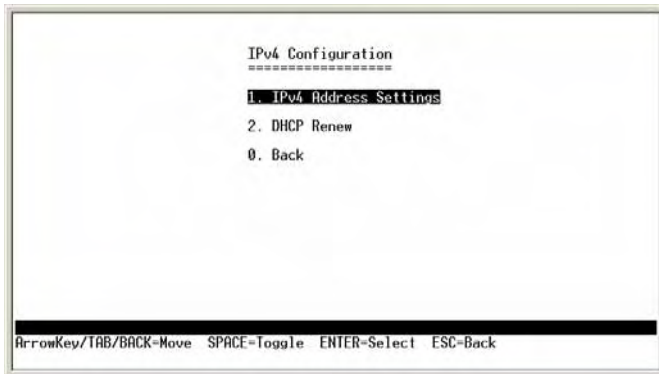 IPv4 Configuration
==================
1. IPv4 Address Settings
2. DHCP Renew
0. Back
ArrowKey/TAB/BACK=Move  SPACE=Toggle  ENTER=Select  ESC=Back